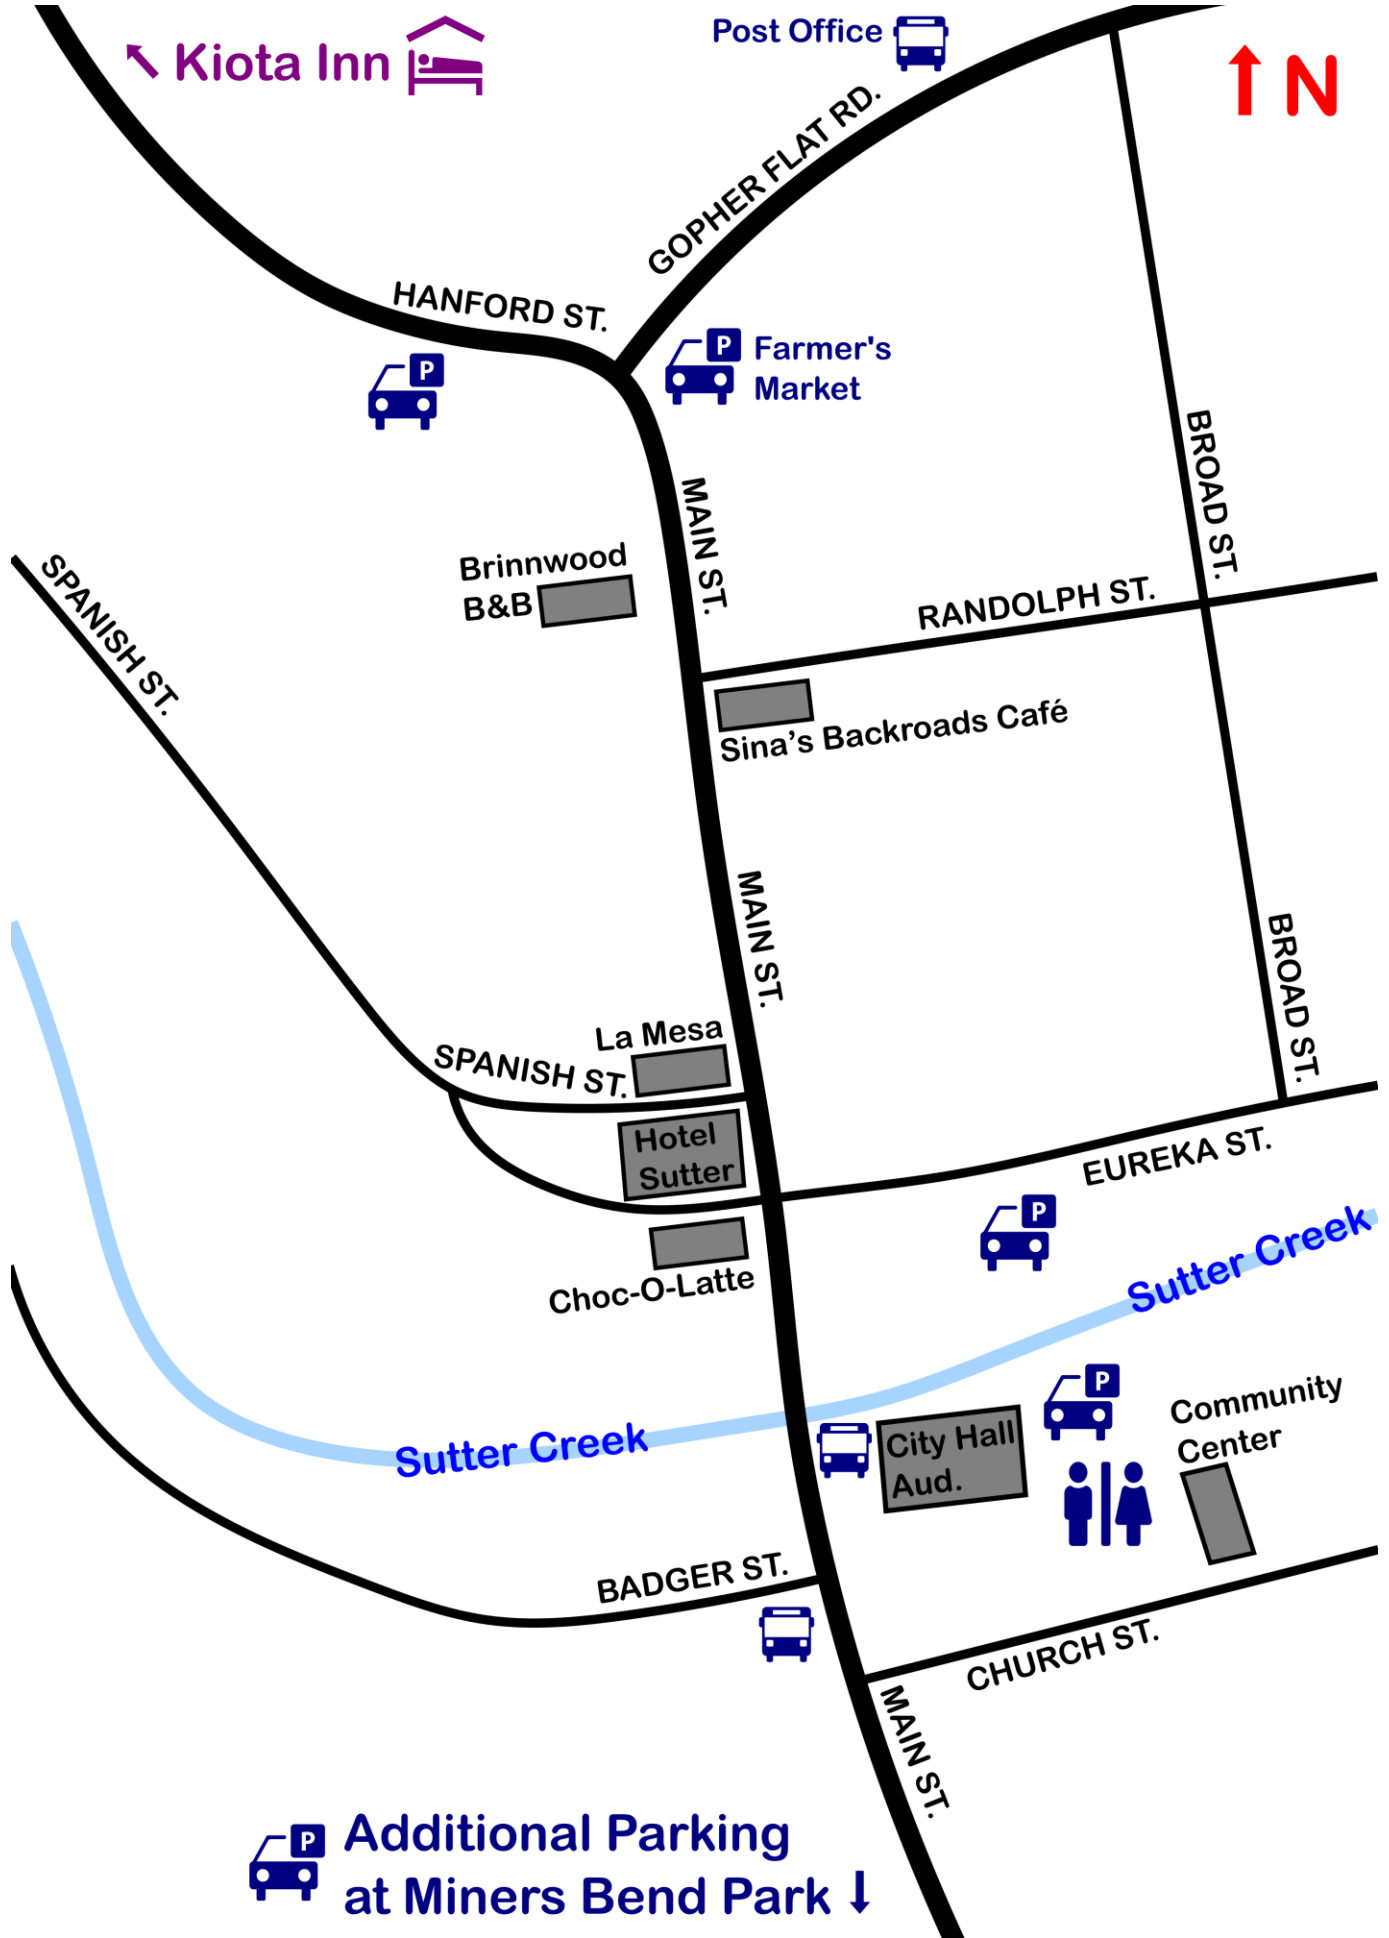 Post Office
Kiota Inn
N
GOPHER FLAT RD.
HANFORD ST.
P
P
Farmer's
Market
BROAD ST.
MAIN ST.
Brinnwood
B&B
SPANISH ST.
RANDOLPH ST.
Sina’s Backroads Café
MAIN ST.
BROAD ST.
La Mesa
SPANISH ST.
Hotel
Sutter
EUREKA ST.
P
Sutter Creek
Choc-O-Latte
P
Community
Center
Sutter Creek
City Hall
Aud.
BADGER ST.
CHURCH ST.
MAIN ST.
P
Additional Parking
at Miners Bend Park